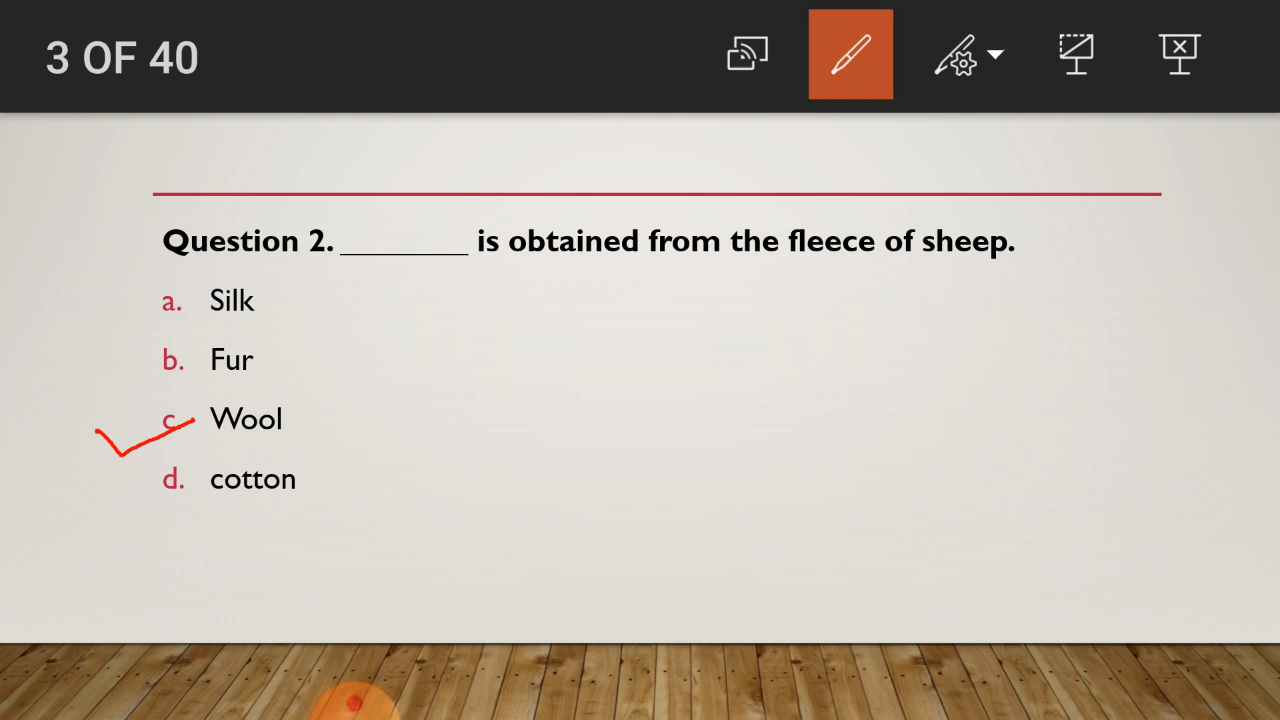 3 OF 40
Question 2. ________ is obtained from the fleece of sheep.
a. Silk
b. Fur
c. Wool
d. cotton